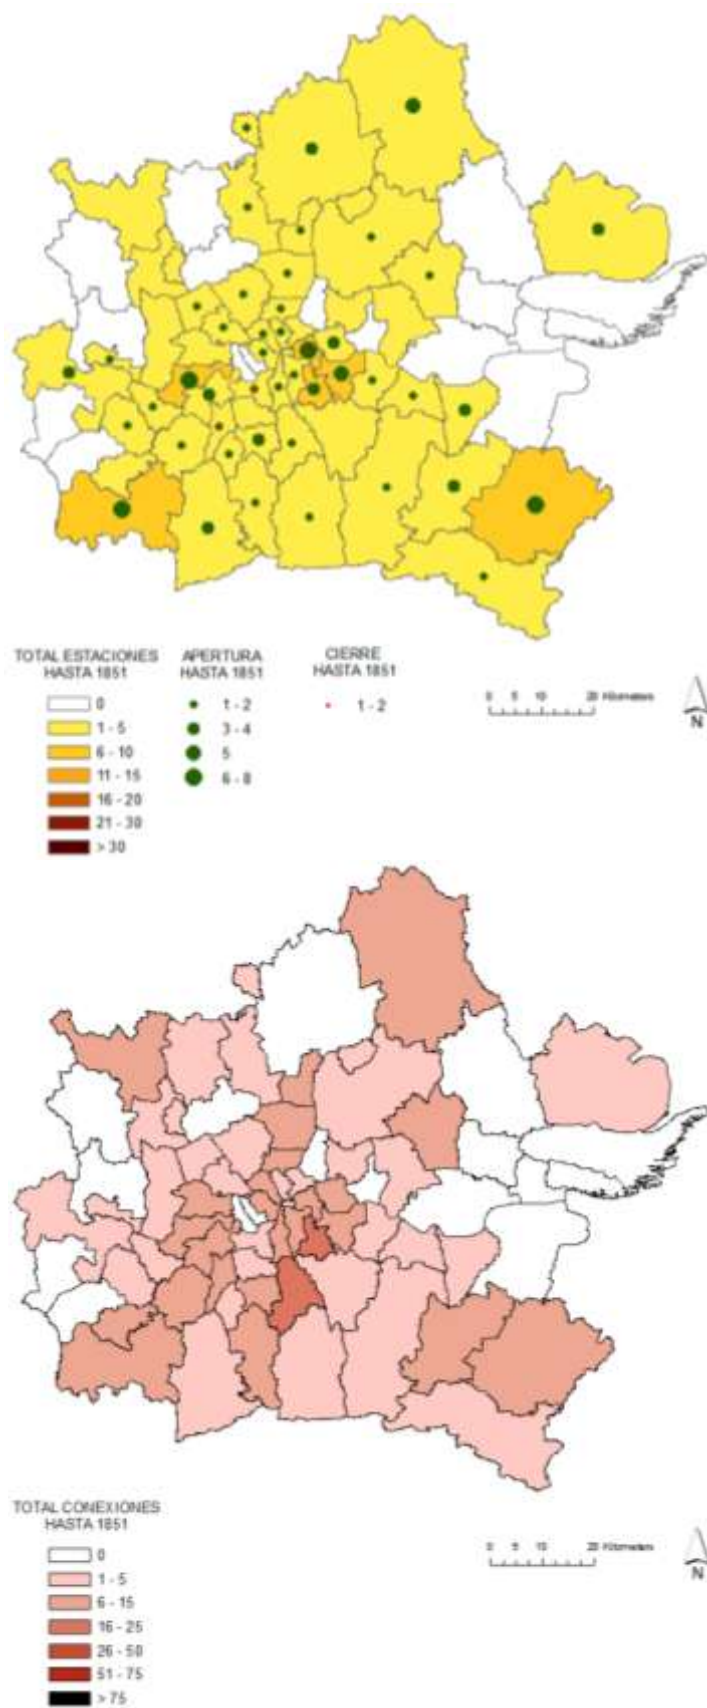 TOTAL ESTACIONES
HASTA 1851
0
1 - 5
6 - 10
11 - 15
16 - 20
21 - 30
> 30
APERTURA
HASTA 1851
1 - 2
3 - 4
5
6 - 8
CIERRE
HASTA 1851
1 - 2
0 5 10 20 Kilometers
N
TOTAL CONEXIONES
HASTA 1851
0
1 - 5
6 - 15
16 - 25
26 - 50
51 - 75
> 75
0 5 10 20 Kilometers
N